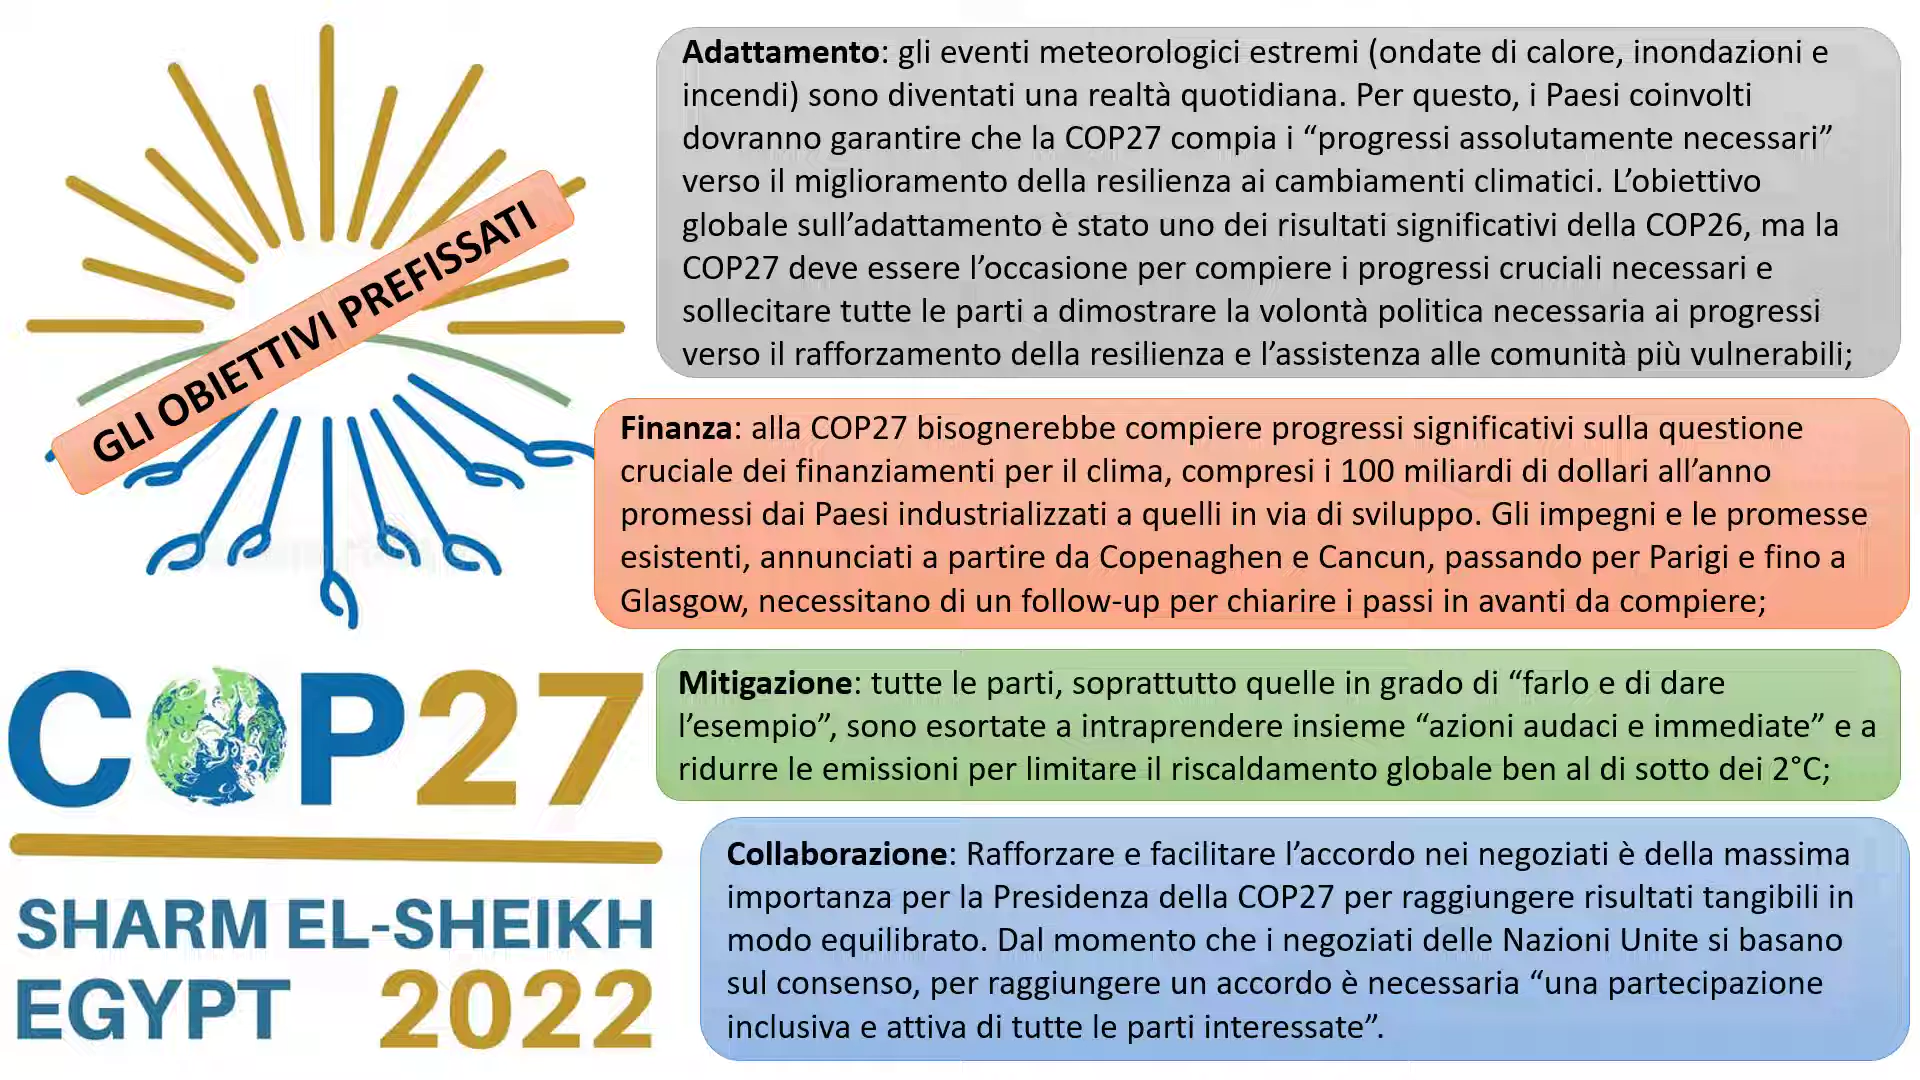 GLI OBIETTIVI PREFISSATI
COP27
SHARM EL-SHEIKH
EGYPT 2022
Adattamento: gli eventi meteorologici estremi (ondate di calore, inondazioni e
incendi) sono diventati una realtà quotidiana. Per questo, i Paesi coinvolti
dovranno garantire che la COP27 compia i “progressi assolutamente necessari”
verso il miglioramento della resilienza ai cambiamenti climatici. L’obiettivo
globale sull’adattamento è stato uno dei risultati significativi della COP26, ma la
COP27 deve essere l’occasione per compiere i progressi cruciali necessari e
sollecitare tutte le parti a dimostrare la volontà politica necessaria ai progressi
verso il rafforzamento della resilienza e l’assistenza alle comunità più vulnerabili;
Finanza: alla COP27 bisognerebbe compiere progressi significativi sulla questione
cruciale dei finanziamenti per il clima, compresi i 100 miliardi di dollari all’anno
promessi dai Paesi industrializzati a quelli in via di sviluppo. Gli impegni e le promesse
esistenti, annunciati a partire da Copenaghen e Cancun, passando per Parigi e fino a
Glasgow, necessitano di un follow-up per chiarire i passi in avanti da compiere;
Mitigazione: tutte le parti, soprattutto quelle in grado di “farlo e di dare
l’esempio”, sono esortate a intraprendere insieme “azioni audaci e immediate” e a
ridurre le emissioni per limitare il riscaldamento globale ben al di sotto dei 2°C;
Collaborazione: Rafforzare e facilitare l’accordo nei negoziati è della massima
importanza per la Presidenza della COP27 per raggiungere risultati tangibili in
modo equilibrato. Dal momento che i negoziati delle Nazioni Unite si basano
sul consenso, per raggiungere un accordo è necessaria “una partecipazione
inclusiva e attiva di tutte le parti interessate”.